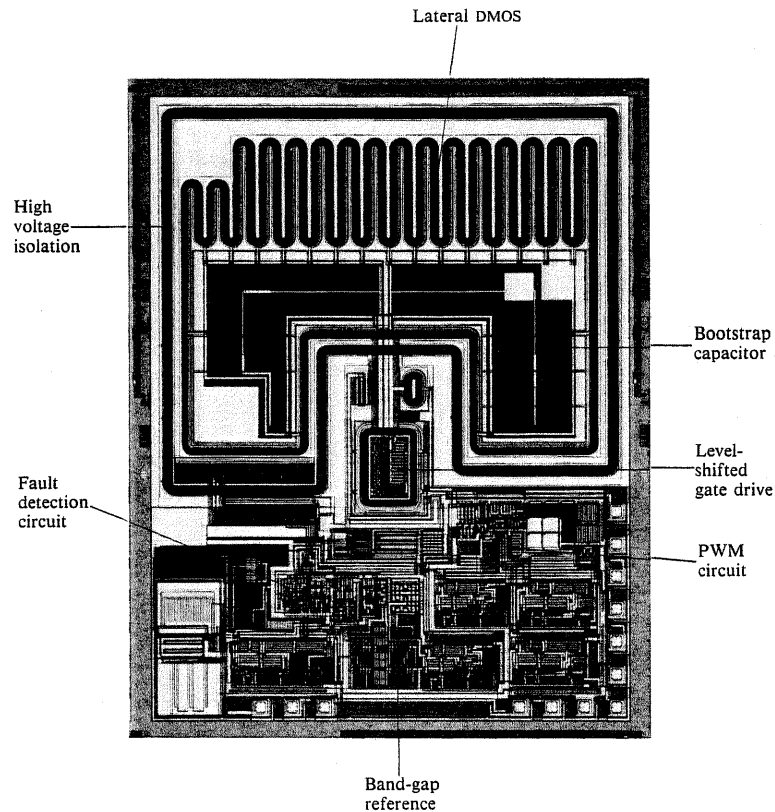 Lateral DMOS
High
voltage
isolation
Bootstrap
capacitor
Level-
shifted
gate drive
Fault
detection
circuit
PWM
circuit
Band-gap
reference